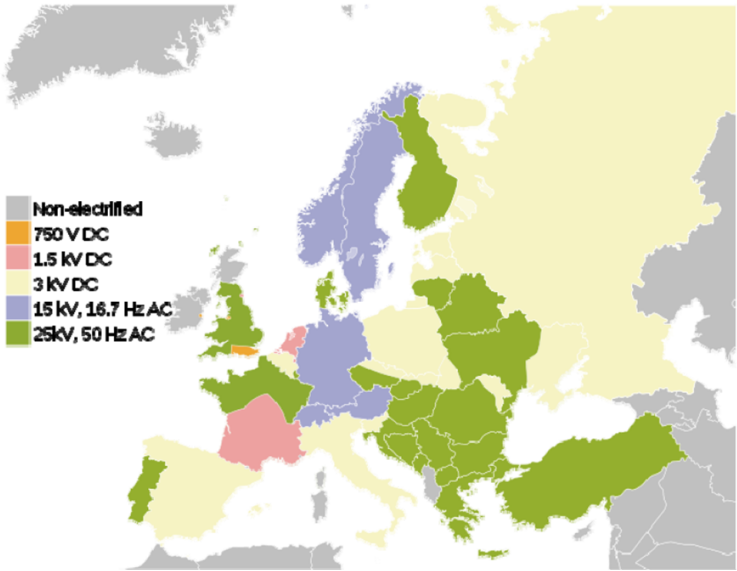 Non-electrified
750 V DC
1.5 kV DC
3 kV DC
15 kV, 16.7 Hz AC
25kV, 50 Hz AC